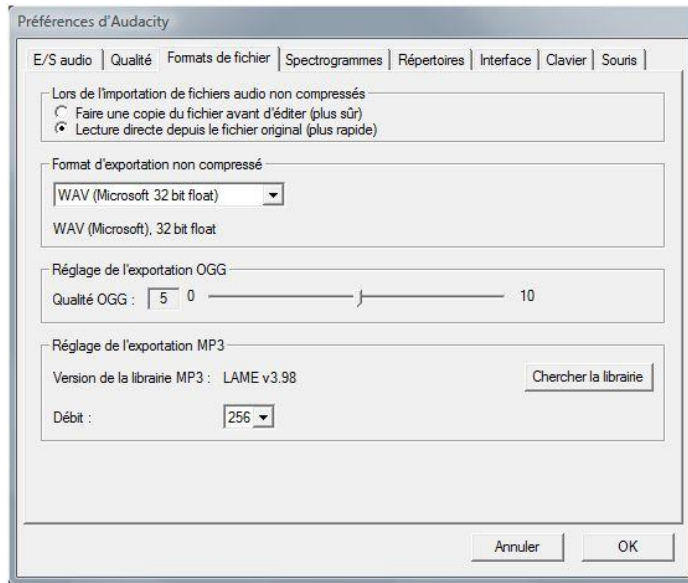 Préférences d'Audacity
E/S audio Qualité Formats de fichier Spectrogrammes Répertoires Interface Clavier Souris
Lors de l'importation de fichiers audio non compressés
Faire une copie du fichier avant d'éditer (plus sûr)
Lecture directe depuis le fichier original (plus rapide)
Format d'exportation non compressé
WAV (Microsoft 32 bit float)
WAV (Microsoft), 32 bit float
Réglage de l'exportation OGG
Qualité OGG : 5 0 10
Réglage de l'exportation MP3
Version de la librairie MP3 : LAME v3.98 Chercher la librairie
Débit : 256
Annuler OK